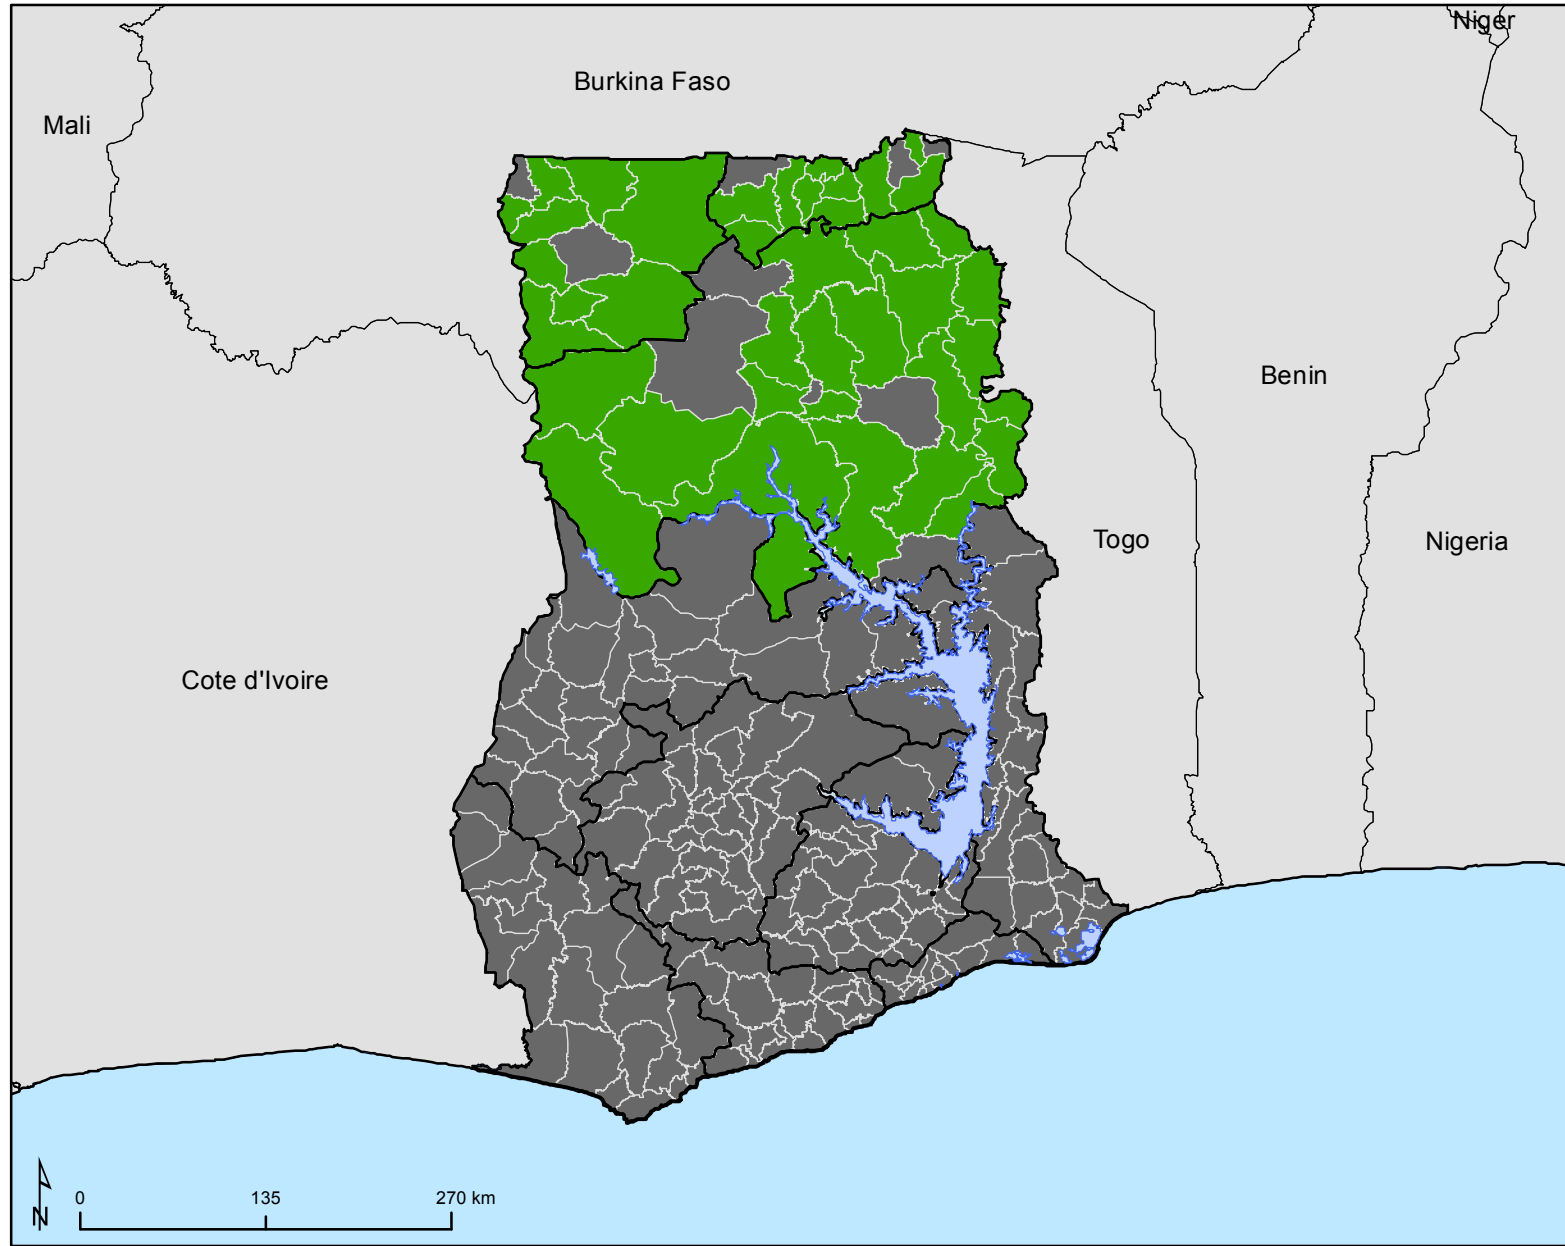 Niger
Burkina Faso
Mali
Benin
Togo
Nigeria
Cote d'Ivoire
N
0 135 270 km